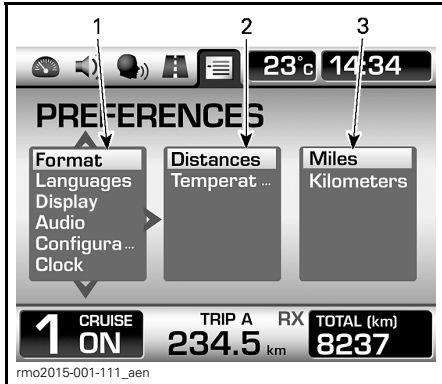 1 2 3
23°c 14:34
PREFERENCES
Format Distances Miles
Languages Temperat ... Kilometers
Display
Audio
Configura ...
Clock
1 CRUISE ON TRIP A 234.5 km RX TOTAL (km) 8237
rmo2015-001-111_aen